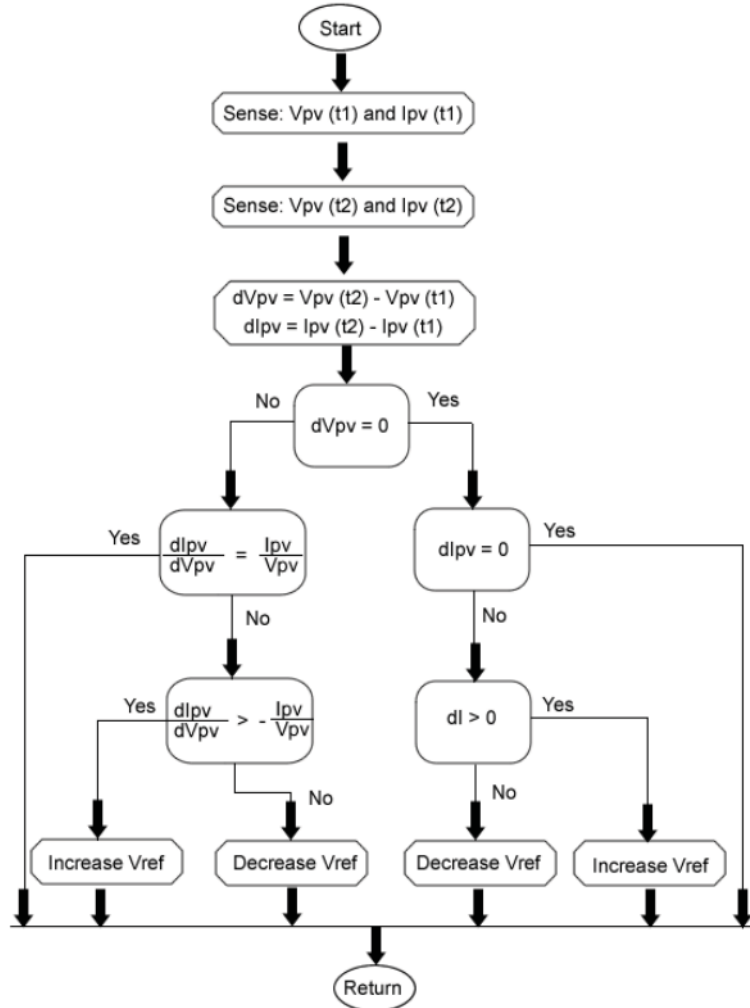 Start
Sense: Vpv (t1) and Ipv (t1)
Sense: Vpv (t2) and Ipv (t2)
dVpv = Vpv (t2) - Vpv (t1)
dIpv = Ipv (t2) - Ipv (t1)
No
Yes
dVpv = 0
Yes
dIpv
dVpv
=
Ipv
Vpv
dIpv = 0
Yes
No
No
Yes
dIpv
dVpv
> -
Ipv
Vpv
dI > 0
Yes
No
No
Increase Vref
Decrease Vref
Decrease Vref
Increase Vref
Return